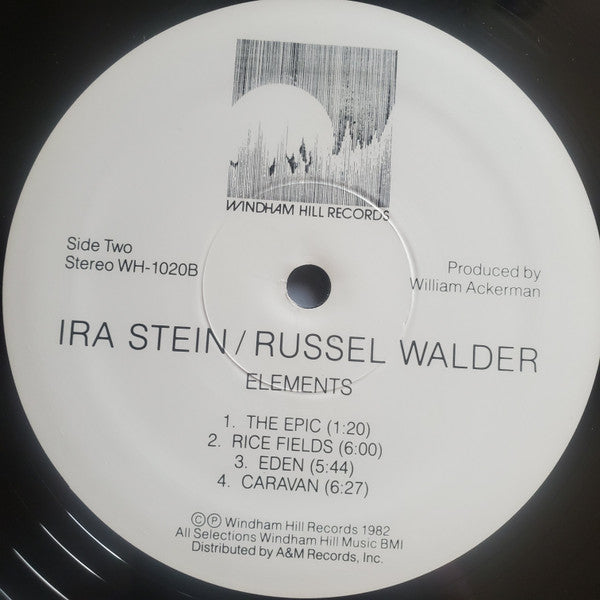 WINDHAM HILL RECORDS
Side Two
Stereo WH-1020B
Produced by
William Ackerman
IRA STEIN / RUSSEL WALDER
ELEMENTS
1. THE EPIC (1:20)
2. RICE FIELDS (6:00)
3. EDEN (5:44)
4. CARAVAN (6:27)
©℗ Windham Hill Records 1982
All Selections Windham Hill Music BMI
Distributed by A&M Records, Inc.